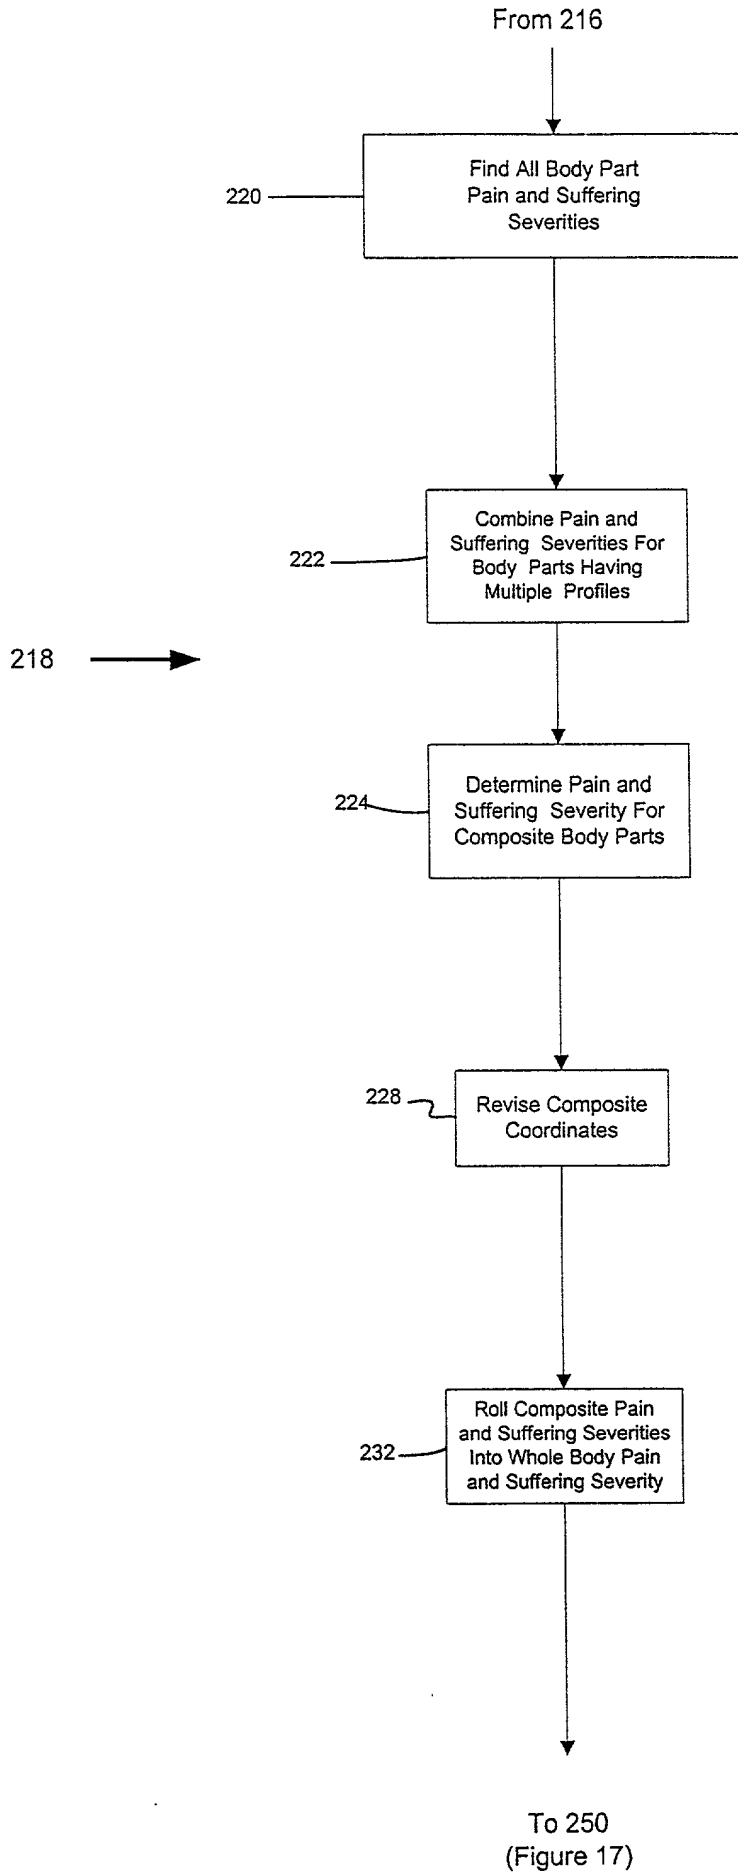 From 216
220
Find All Body Part
Pain and Suffering
Severities
222
Combine Pain and
Suffering Severities For
Body Parts Having
Multiple Profiles
218
224
Determine Pain and
Suffering Severity For
Composite Body Parts
228
Revise Composite
Coordinates
232
Roll Composite Pain
and Suffering Severities
Into Whole Body Pain
and Suffering Severity
To 250
(Figure 17)